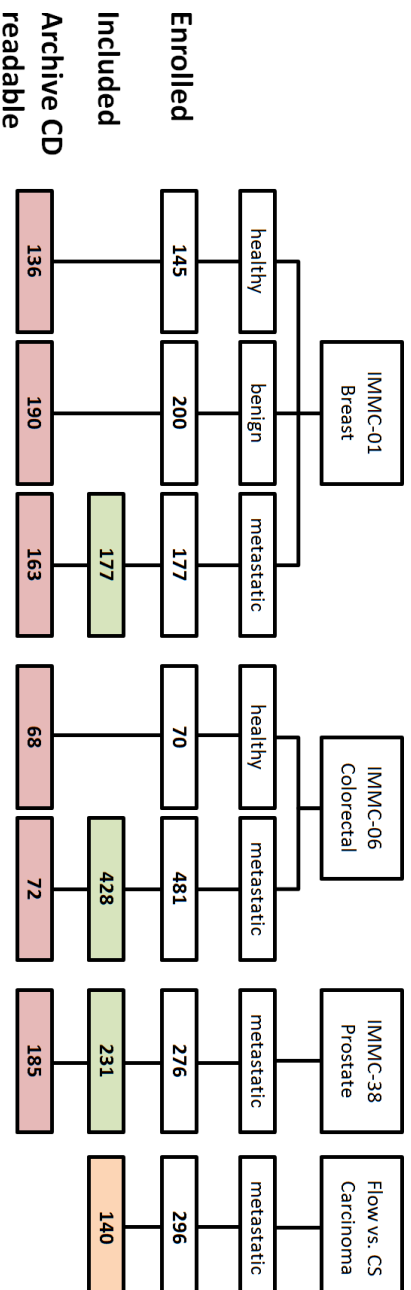 IMMC-01
Breast
IMMC-06
Colorectal
IMMC-38
Prostate
Flow vs. CS
Carcinoma
healthy
benign
metastatic
healthy
metastatic
metastatic
metastatic
Enrolled
145
200
177
70
481
276
296
Included
177
428
231
140
Archive CD
readable
136
190
163
68
72
185